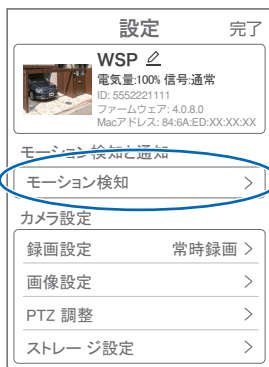 設定 完了
WSP
電気量:100% 信号:通常
ID: 5552221111
ファームウェア: 4.0.8.0
Macアドレス: 84:6A:ED:XX:XX:XX
モーション検知と通知
モーション検知
カメラ設定
録画設定 常時録画
画像設定
PTZ 調整
ストレージ設定